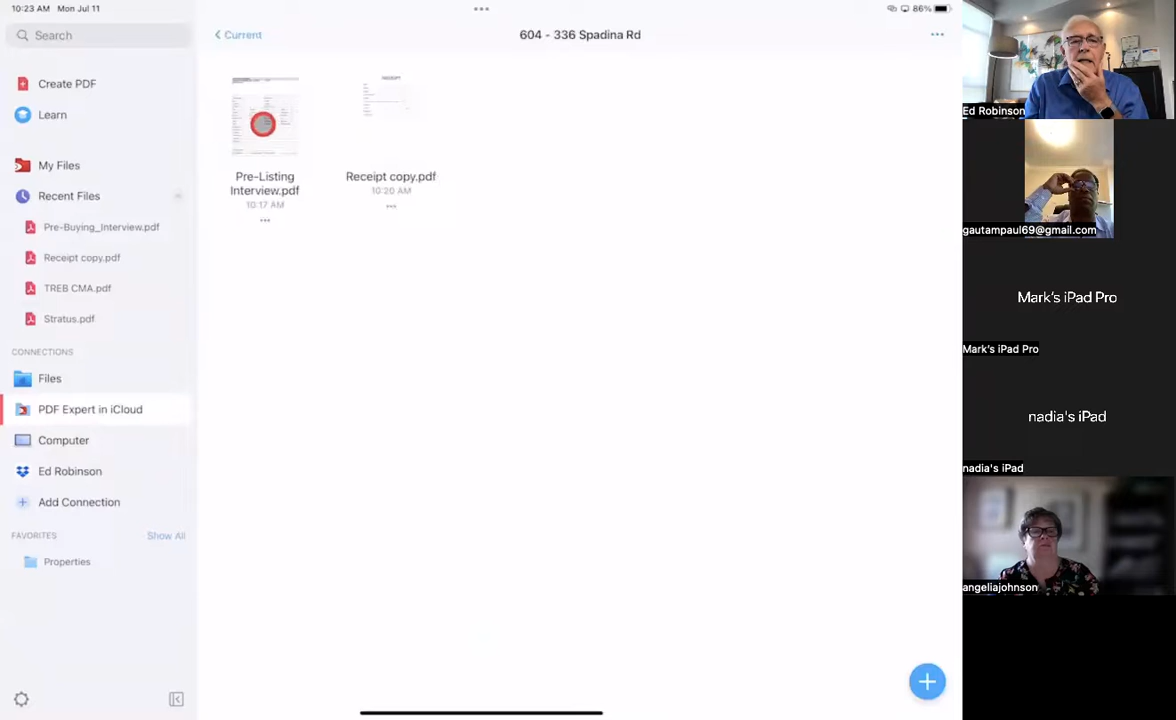 10:23 AM Mon Jul 11
86%
Search
Create PDF
Learn
My Files
Recent Files
Pre-Buying_Interview.pdf
Receipt copy.pdf
TREB CMA.pdf
Stratus.pdf
CONNECTIONS
Files
PDF Expert in iCloud
Computer
Ed Robinson
Add Connection
FAVORITES
Show All
Properties
Current
604 - 336 Spadina Rd
Pre-Listing
Interview.pdf
10:17 AM
Receipt copy.pdf
10:20 AM
Ed Robinson
gautampaul69@gmail.com
Mark's iPad Pro
Mark's iPad Pro
nadia's iPad
nadia's iPad
angeliajohnson